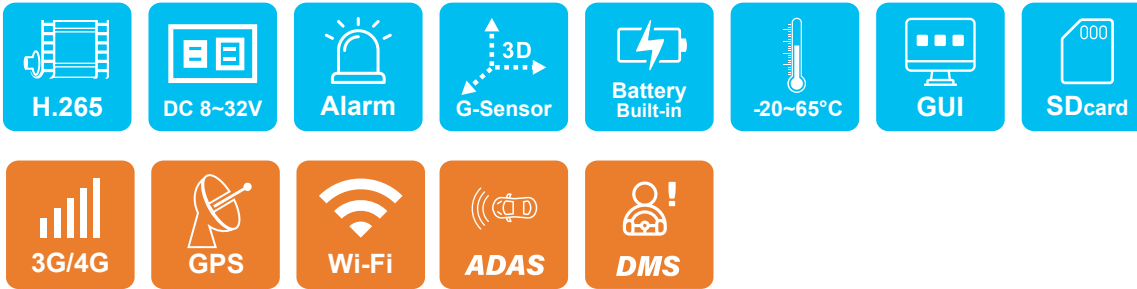 H.265
DC 8~32V
Alarm
3D
G-Sensor
Battery
Built-in
-20~65°C
GUI
000
SDcard
3G/4G
GPS
Wi-Fi
!
ADAS
DMS